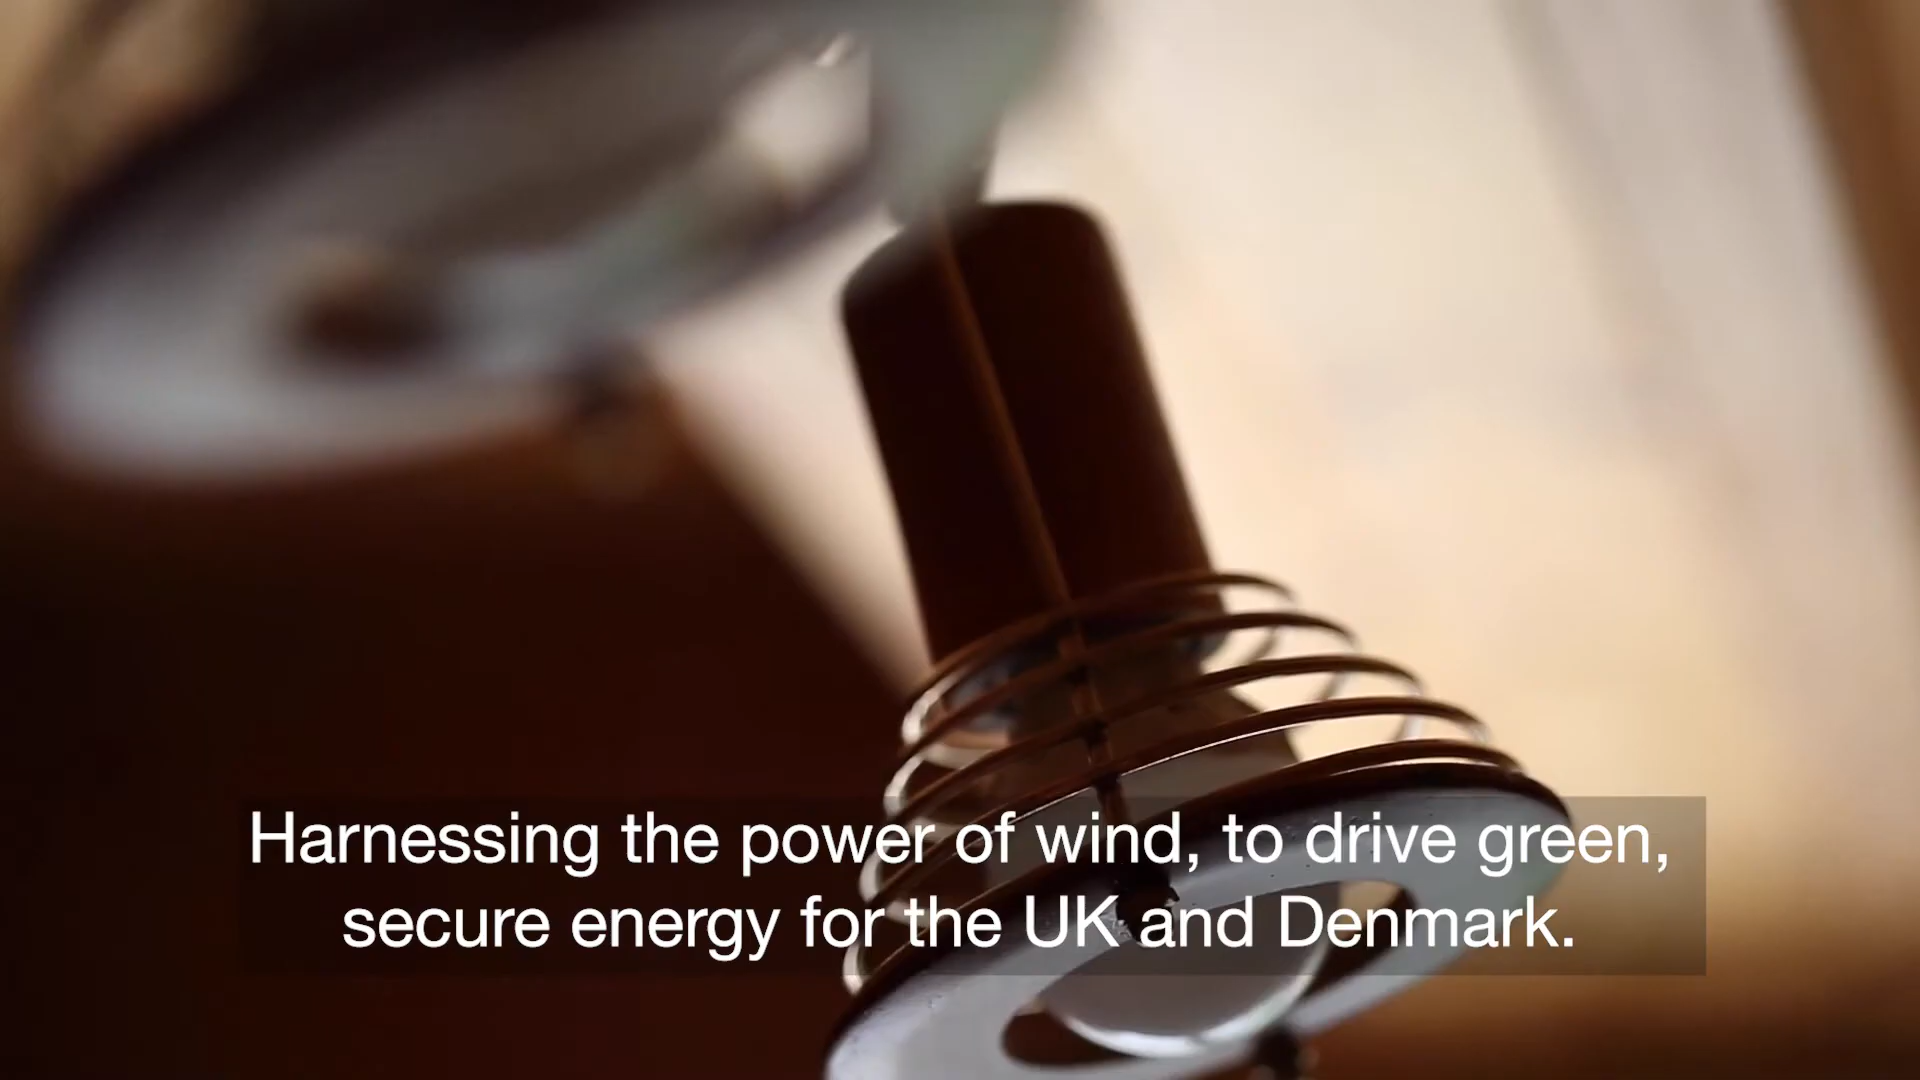 Harnessing the power of wind, to drive green,
secure energy for the UK and Denmark.